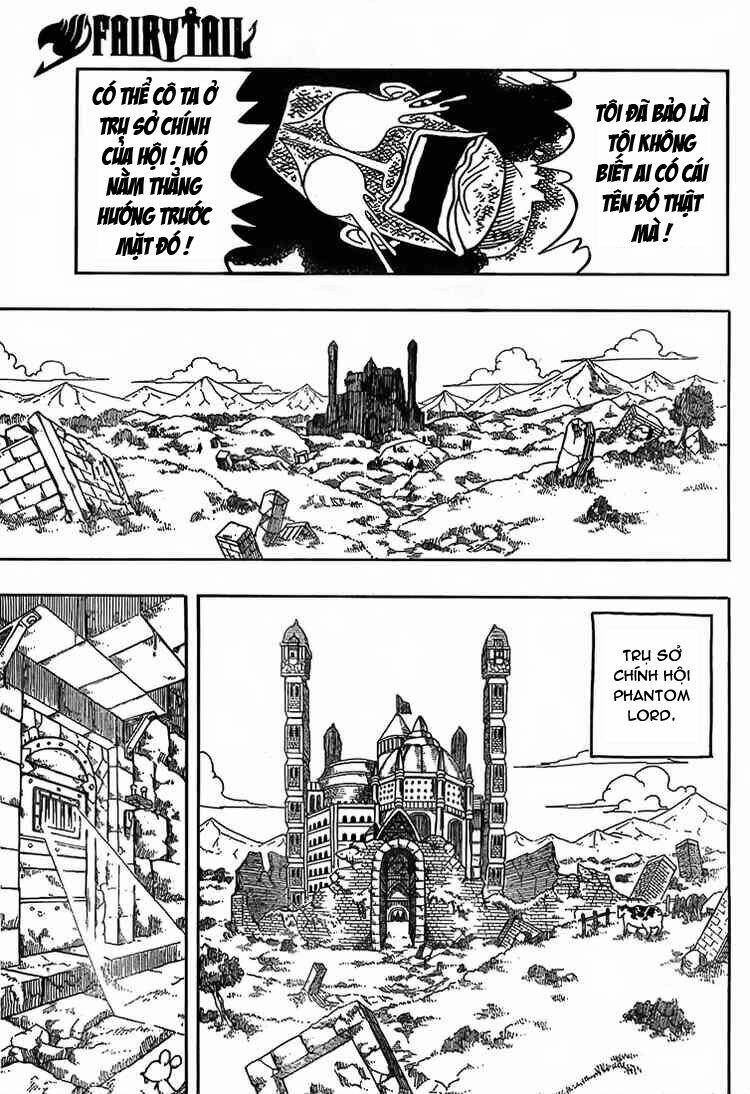 FAIRY TAIL
TÔI ĐÃ BẢO LÀ
TỘI KHÔNG
BIẾT AI CÓ CÁI
TÊN ĐÓ THẬT
MÀ !
CÓ THỂ CÔ TA Ở
TRỤ SỞ CHÍNH
CỦA HỘI ! NÓ
NẰM THẲNG
HƯỚNG TRƯỚC
MẶT ĐÓ !
TRỤ SỞ
CHÍNH HỘI
PHANTOM
LORD.